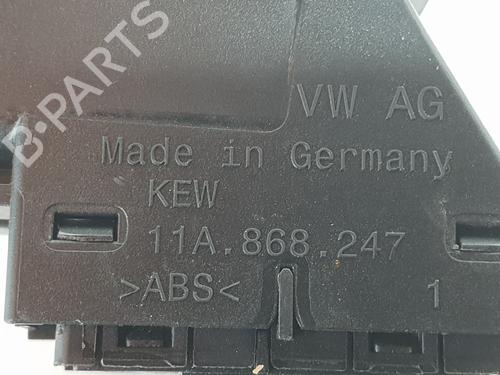 B-PARTS
VW AG
Made in Germany
KEW
11A.868.247
>ABS< 1